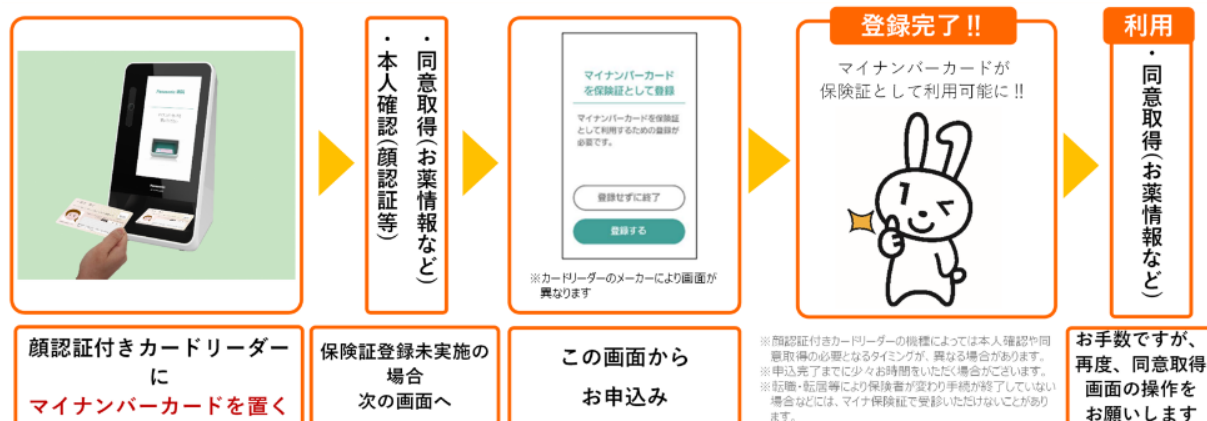 Panasonic
顔認証付きカードリーダー
に
マイナンバーカードを置く
・同意取得(お薬情報など)
・本人確認(顔認証等)
保険証登録未実施の
場合
次の画面へ
マイナンバーカード
を保険証として登録
マイナンバーカードを保険証
として利用するための登録が
必要です。
登録せずに終了
登録する
※カードリーダーのメーカーにより画面が
異なります
この画面から
お申込み
登録完了!!
マイナンバーカードが
保険証として利用可能に!!
※顔認証付きカードリーダーの機種によっては本人確認や同
意取得の必要となるタイミングが、異なる場合があります。
※申込完了までに少々お時間をいただく場合がございます。
※転職・転居等により保険者が変わり手続が終了していない
場合などには、マイナ保険証で受診いただけないことがあり
ます。
利用
・同意取得(お薬情報など)
お手数ですが、
再度、同意取得
画面の操作を
お願いします